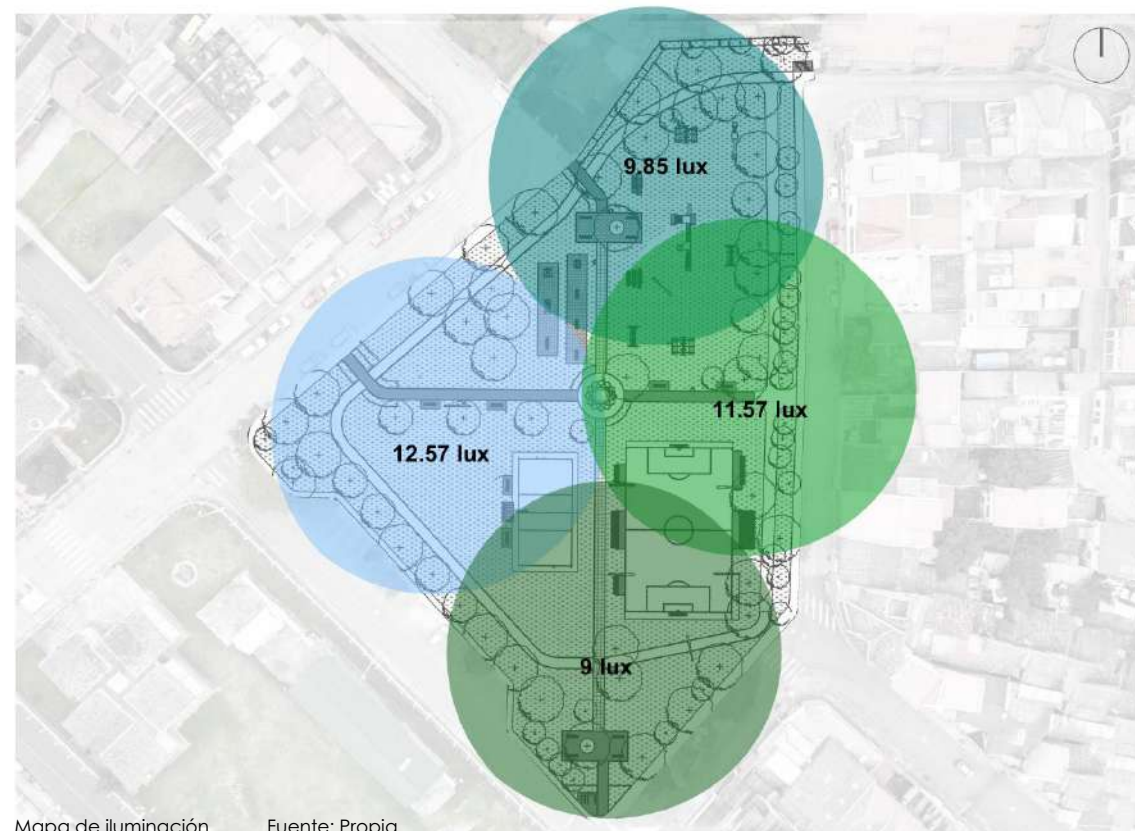 9.85 lux
11.57 lux
12.57 lux
9 lux
Mapa de iluminación Fuente: Propia